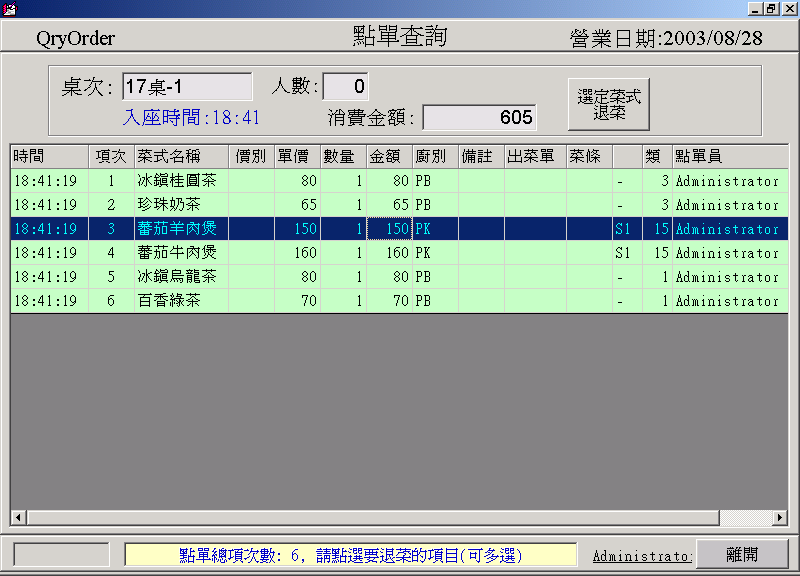 QryOrder 點單查詢 營業日期:2003/08/28
桌次: 17桌-1 人數: 0 選定菜式
退菜
入座時間:18:41 消費金額: 605
時間 項次 菜式名稱 價別 單價 數量 金額 廚別 備註 出菜單 菜條 類 點單員
18:41:19 1 冰鎮桂圓茶 80 1 80 PB - 3 Administrator
18:41:19 2 珍珠奶茶 65 1 65 PB - 3 Administrator
18:41:19 3 蕃茄羊肉煲 150 1 150 PK S1 15 Administrator
18:41:19 4 蕃茄牛肉煲 160 1 160 PK S1 15 Administrator
18:41:19 5 冰鎮烏龍茶 80 1 80 PB - 1 Administrator
18:41:19 6 百香綠茶 70 1 70 PB - 1 Administrator
點單總項次數: 6, 請點選要退菜的項目(可多選) Administrato 離開